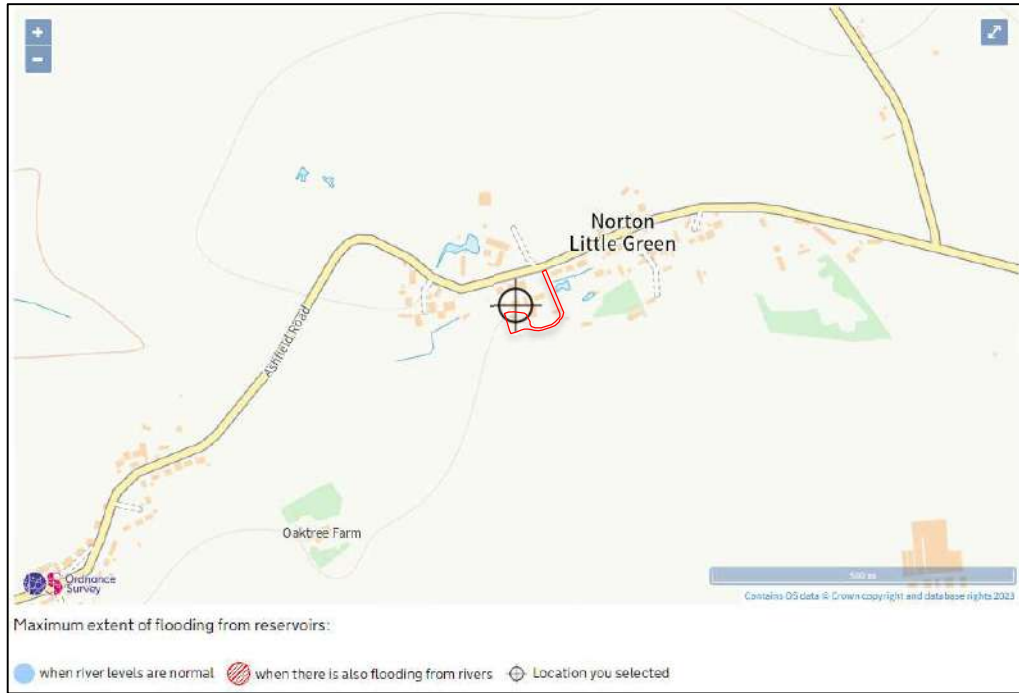 +
−
Norton
Little Green
Ashfield Road
Oaktree Farm
Ordnance
Survey
500 m
Contains OS data © Crown copyright and database rights 2023
Maximum extent of flooding from reservoirs:
when river levels are normal when there is also flooding from rivers Location you selected